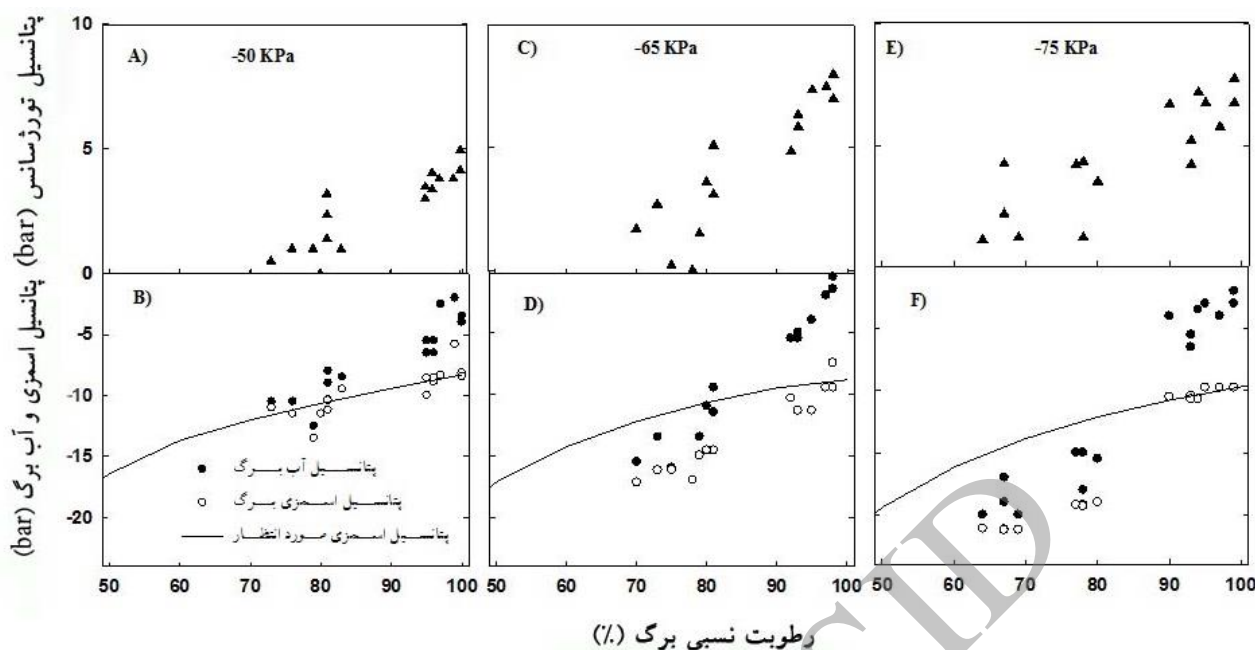 A) -50 KPa
C) -65 KPa
E) -75 KPa
10
5
0
پتانسیل تورژسانس (bar)
B)
D)
F)
-5
-10
-15
-20
پتانسیل اسمزی و آب برگ (bar)
پتانسیل آب برگ
پتانسیل اسمزی برگ
پتانسیل اسمزی مورد انتظار
50 60 70 80 90 100
50 60 70 80 90 100
50 60 70 80 90 100
رطوبت نسبی برگ (٪)
SID